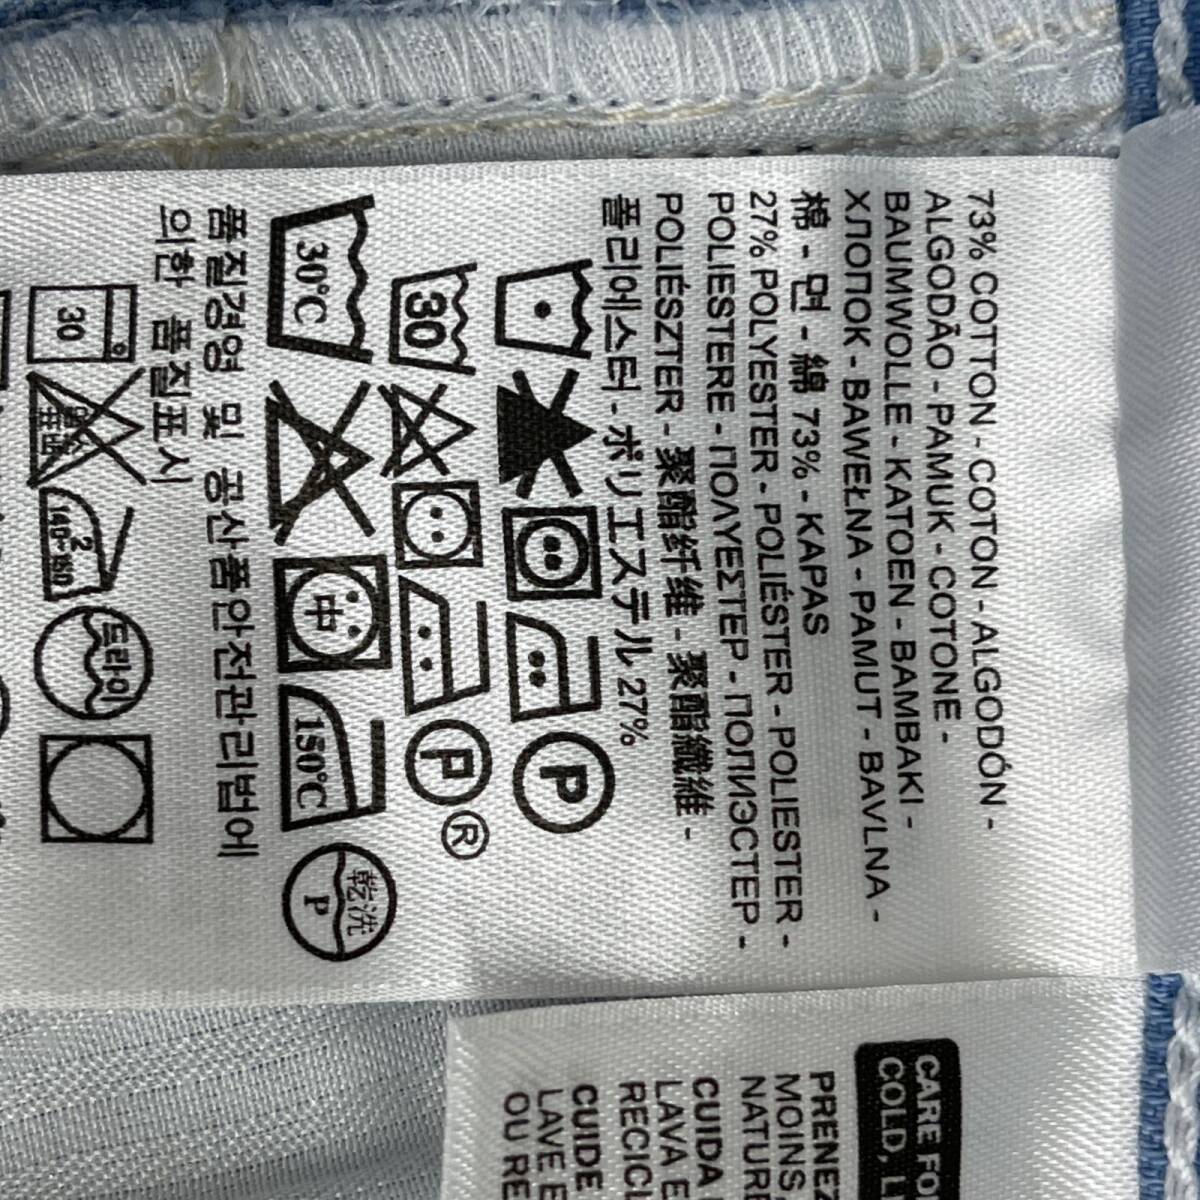 73% COTTON - COTON - ALGODÓN -
ALGODÃO - PAMUK - COTONE -
BAUMWOLLE - KATOEN - BAMBAKI -
ХЛОПОК - BAWEŁNA - PAMUT - BAVLNA -
棉 - 면 - 綿 73% - KAPAS
27% POLYESTER - POLIÉSTER - POLIESTER -
POLIESTERE - ΠΟΛΥΕΣΤΕΡ - ПОЛИЭСТЕР -
POLIÉSZTER - 聚酯纤维 - 聚酯纖維 -
폴리에스터 - ポリエステル 27%
P
30 P ®
30°C 中 150°C 乾洗 P
품질경영 및 공산품안전관리법에
의한 품질표시
30 2 140~160 드라이
CARE FO
COLD, L
PRENEZ
MOINS,
NATURE
CUIDA
LAVA E
RECICL
CUIDE
LAVE E
OU RE